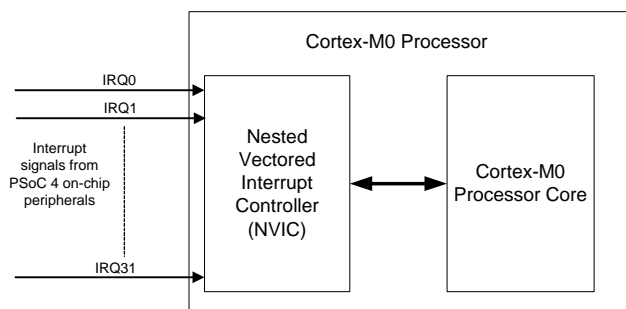 Cortex-M0 Processor
IRQ0
IRQ1
Interrupt
signals from
PSoC 4 on-chip
peripherals
IRQ31
Nested
Vectored
Interrupt
Controller
(NVIC)
Cortex-M0
Processor Core